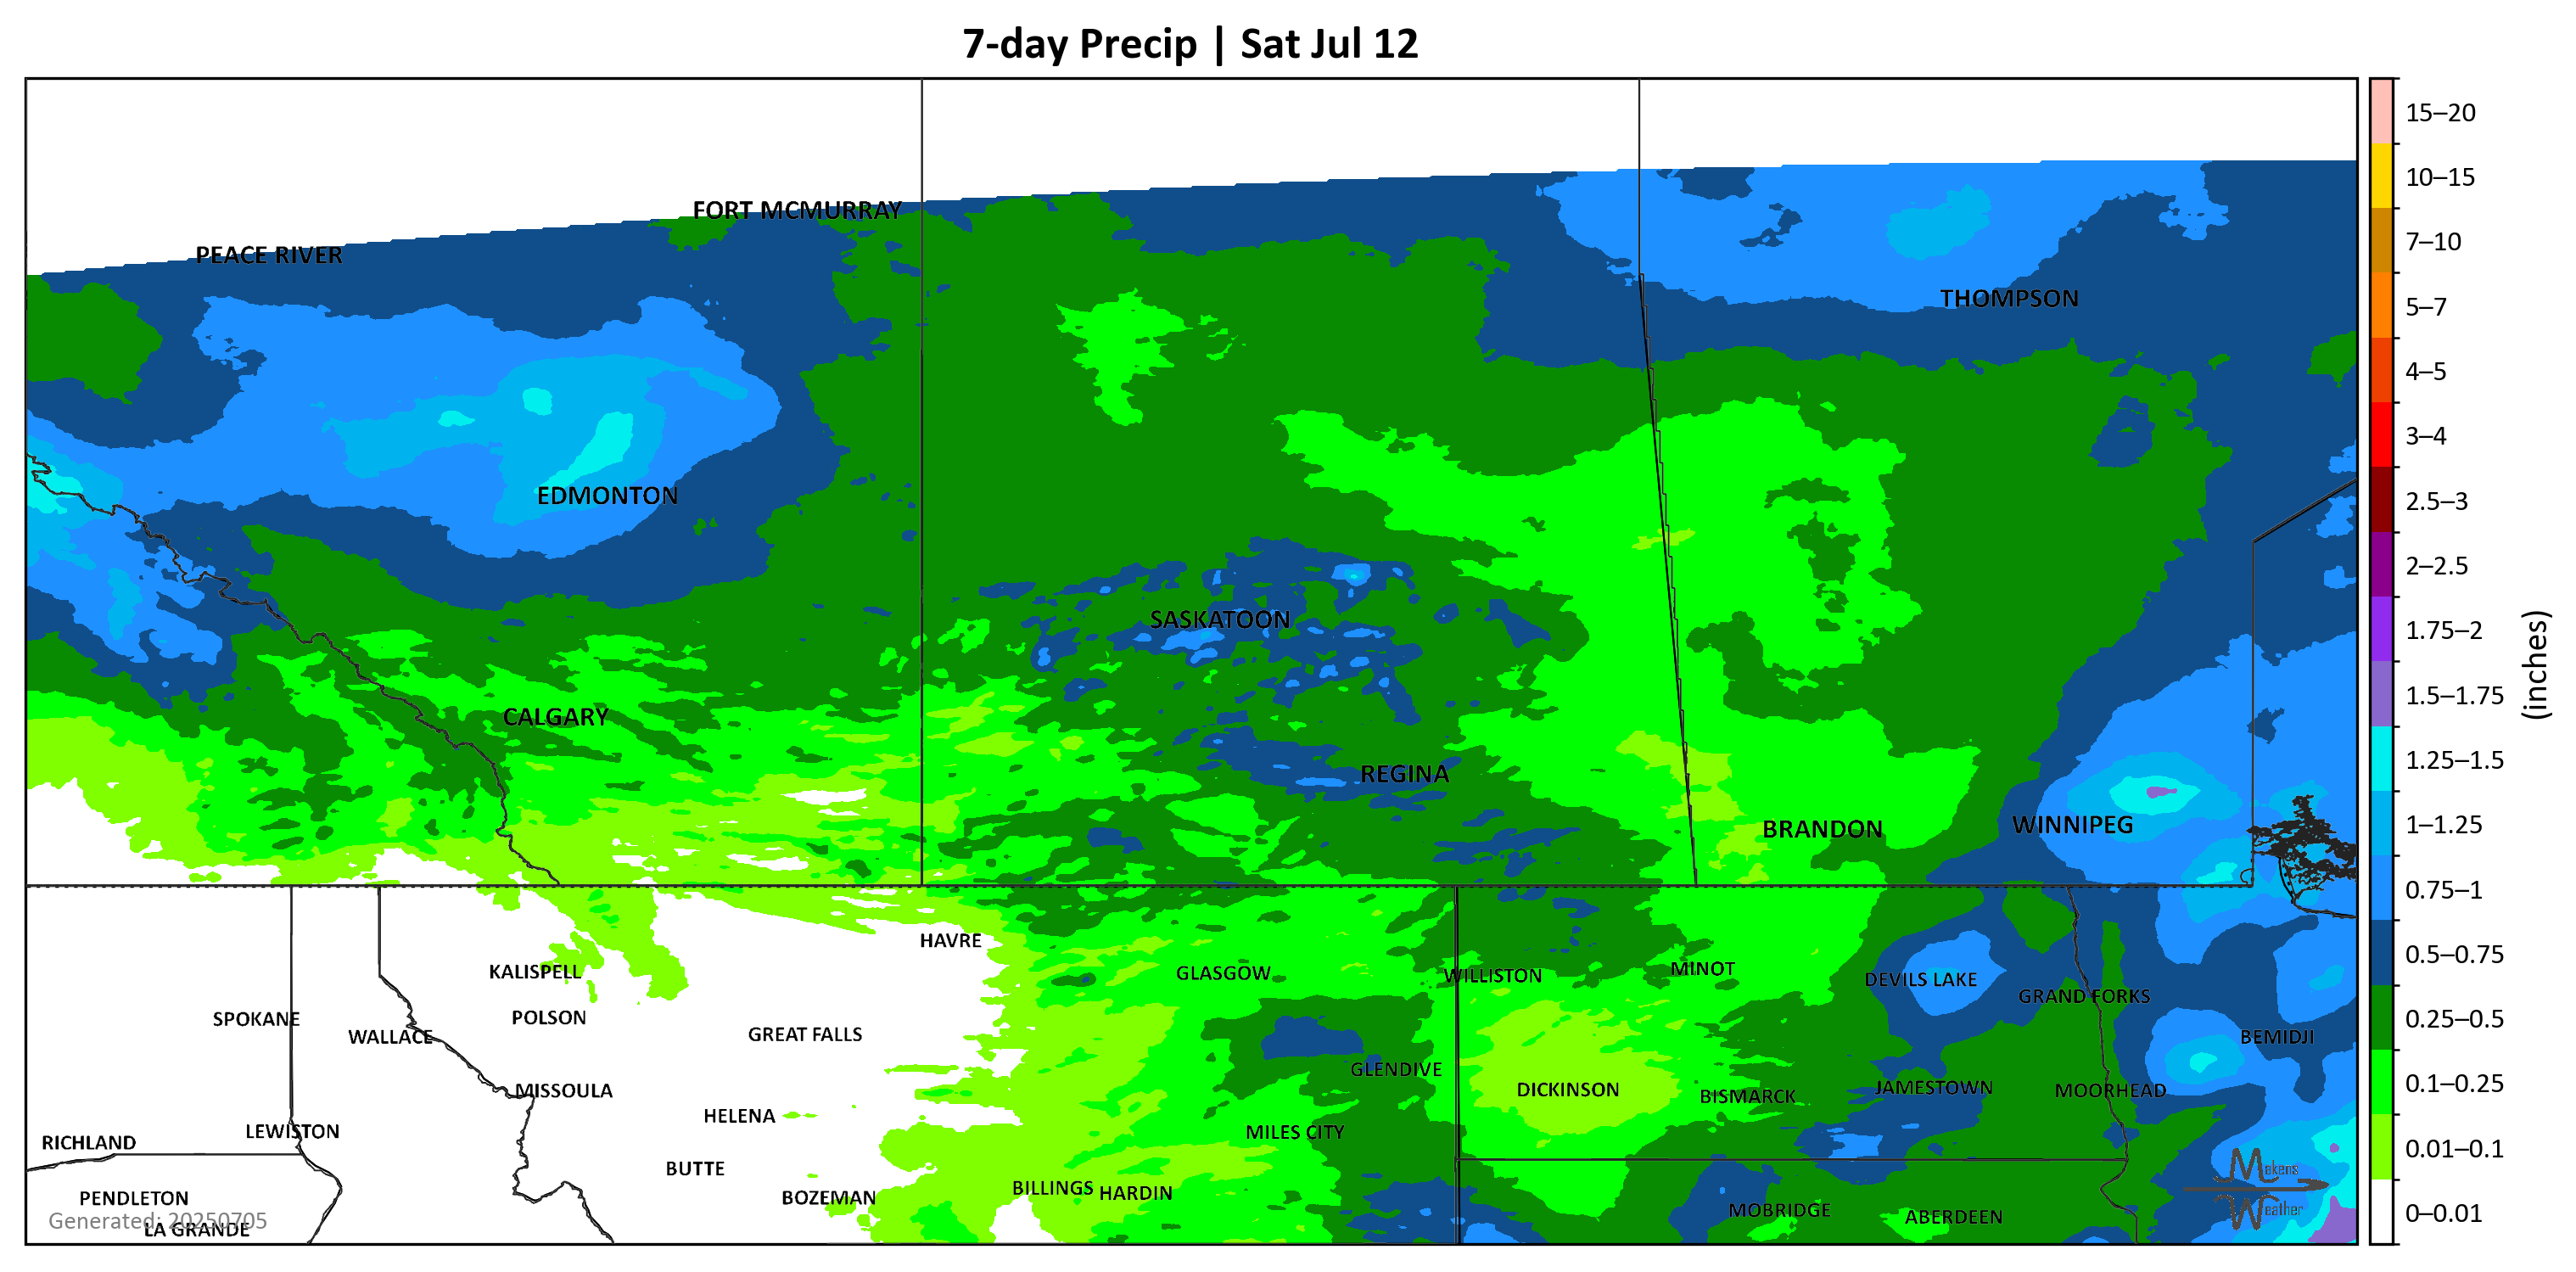 7-day Precip | Sat Jul 12
FORT MCMURRAY
PEACE RIVER
THOMPSON
EDMONTON
SASKATOON
CALGARY
REGINA
WINNIPEG
BRANDON
HAVRE
KALISPELL
GLASGOW
WILLISTON
MINOT
DEVILS LAKE
GRAND FORKS
SPOKANE
POLSON
WALLACE
GREAT FALLS
BEMIDJI
GLENDIVE
MISSOULA
DICKINSON
BISMARCK
JAMESTOWN
MOORHEAD
HELENA
RICHLAND
LEWISTON
MILES CITY
BUTTE
PENDLETON
BOZEMAN
BILLINGS
HARDIN
MOBRIDGE
ABERDEEN
Generated: 20250705
LA GRANDE
Makens
Weather
15–20
10–15
7–10
5–7
4–5
3–4
2.5–3
2–2.5
1.75–2
1.5–1.75
1.25–1.5
1–1.25
0.75–1
0.5–0.75
0.25–0.5
0.1–0.25
0.01–0.1
0–0.01
(inches)